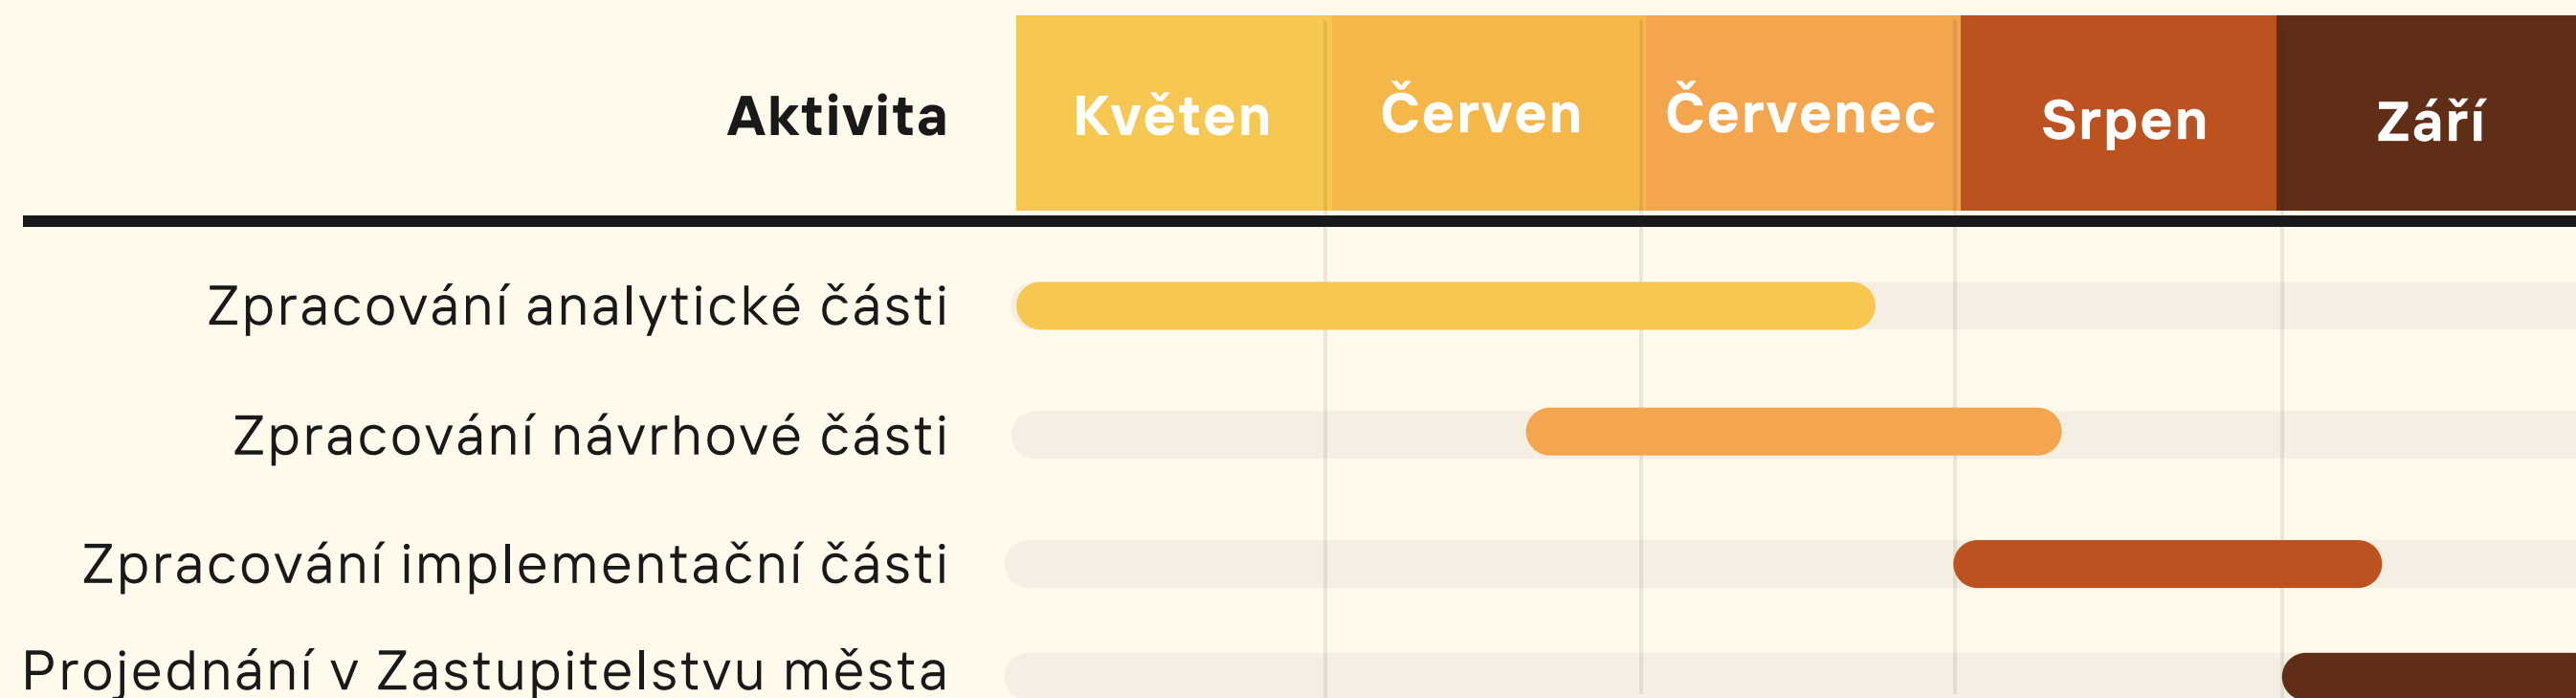 Aktivita Květen Červen Červenec Srpen Září
Zpracování analytické části
Zpracování návrhové části
Zpracování implementační části
Projednání v Zastupitelstvu města